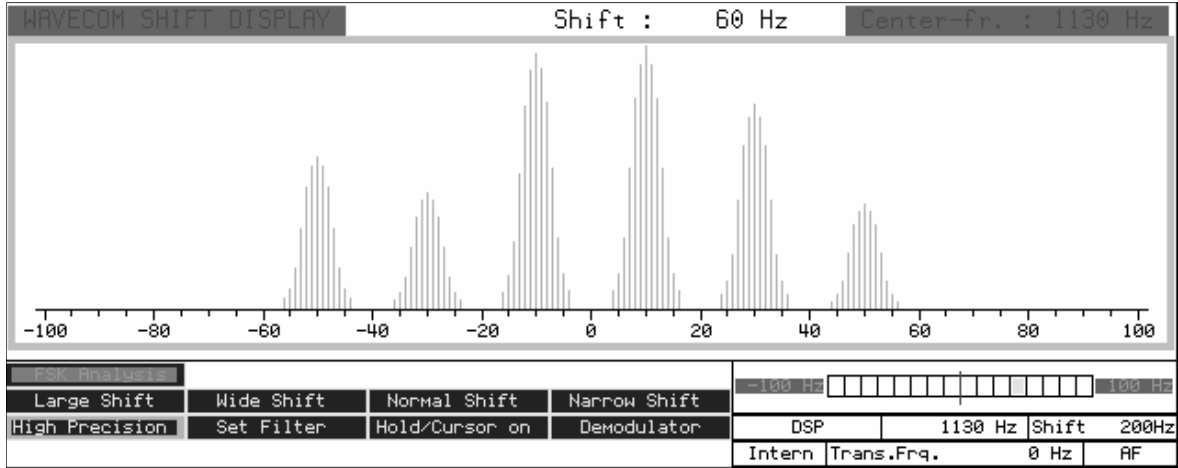 WAVECOM SHIFT DISPLAY Shift : 60 Hz Center-fr. : 1130 Hz
-100 -80 -60 -40 -20 0 20 40 60 80 100
FSK Analysis
-100 Hz 100 Hz
Large Shift Wide Shift Normal Shift Narrow Shift
High Precision Set Filter Hold/Cursor on Demodulator DSP 1130 Hz Shift 200Hz
Intern Trans.Frq. 0 Hz AF